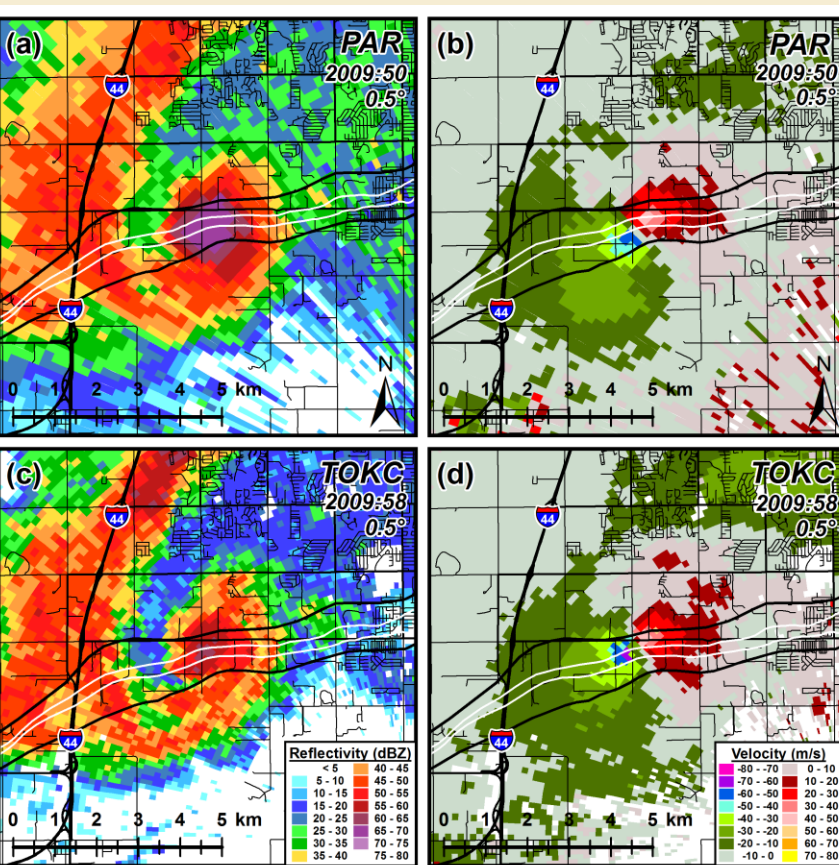 (a)
PAR
2009:50
0.5°
44
44
N
0 1 2 3 4 5 km
(b)
PAR
2009:50
0.5°
44
44
N
0 1 2 3 4 5 km
(c)
TOKC
2009:58
0.5°
44
44
Reflectivity (dBZ)
< 5 40 - 45
5 - 10 45 - 50
10 - 15 50 - 55
15 - 20 55 - 60
20 - 25 60 - 65
25 - 30 65 - 70
30 - 35 70 - 75
35 - 40 75 - 80
0 1 2 3 4 5 km
(d)
TOKC
2009:58
0.5°
44
44
Velocity (m/s)
-80 - -70 0 - 10
-70 - -60 10 - 20
-60 - -50 20 - 30
-50 - -40 30 - 40
-40 - -30 40 - 50
-30 - -20 50 - 60
-20 - -10 60 - 70
-10 - 0 70 - 80
0 1 2 3 4 5 km